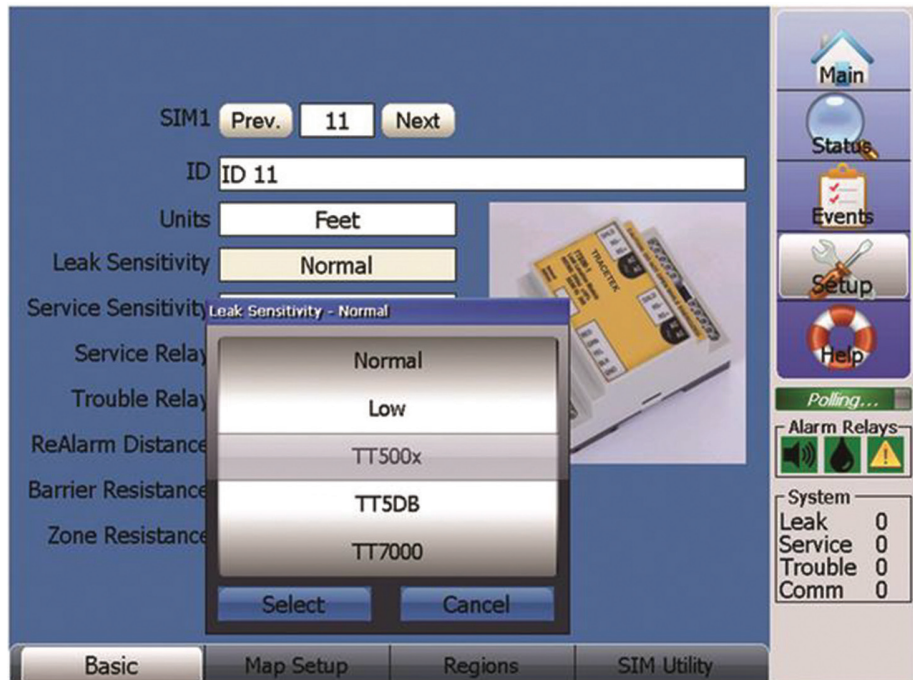 SIM1 Prev. 11 Next
ID ID 11
Units Feet
Leak Sensitivity Normal
Service Sensitivity
Service Relay
Trouble Relay
ReAlarm Distance
Barrier Resistance
Zone Resistance
Leak Sensitivity - Normal
Normal
Low
TT500x
TT5DB
TT7000
Select Cancel
TRACETEK
Basic Map Setup Regions SIM Utility
Main
Status
Events
Setup
Help
Polling...
Alarm Relays
System
Leak 0
Service 0
Trouble 0
Comm 0